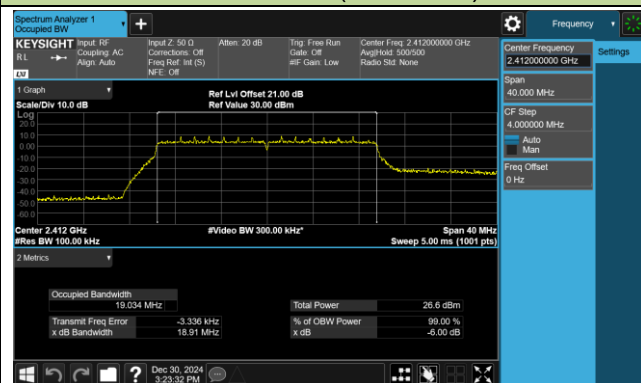 Spectrum Analyzer 1
Occupied BW
+
Frequency
KEYSIGHT
RL
Align: Auto
LXI
Input: RF
Coupling: AC
Input Z: 50 Ω
Corrections: Off
Freq Ref: Int (S)
NFE: Off
Atten: 20 dB
Trig: Free Run
Gate: Off
#IF Gain: Low
Center Freq: 2.412000000 GHz
Avg|Hold: 500/500
Radio Std: None
Center Frequency
2.412000000 GHz
Settings
Span
40.000 MHz
CF Step
4.000000 MHz
Auto
Man
Freq Offset
0 Hz
1 Graph
Scale/Div 10.0 dB
Ref Lvl Offset 21.00 dB
Ref Value 30.00 dBm
Log
20.0
10.0
0.00
-10.0
-20.0
-30.0
-40.0
-50.0
-60.0
Center 2.412 GHz
#Res BW 100.00 kHz
#Video BW 300.00 kHz*
Span 40 MHz
Sweep 5.00 ms (1001 pts)
2 Metrics
Occupied Bandwidth
19.034 MHz
Total Power 26.6 dBm
Transmit Freq Error -3.336 kHz
% of OBW Power 99.00 %
x dB Bandwidth 18.91 MHz
x dB -6.00 dB
?
Dec 30, 2024
3:23:32 PM